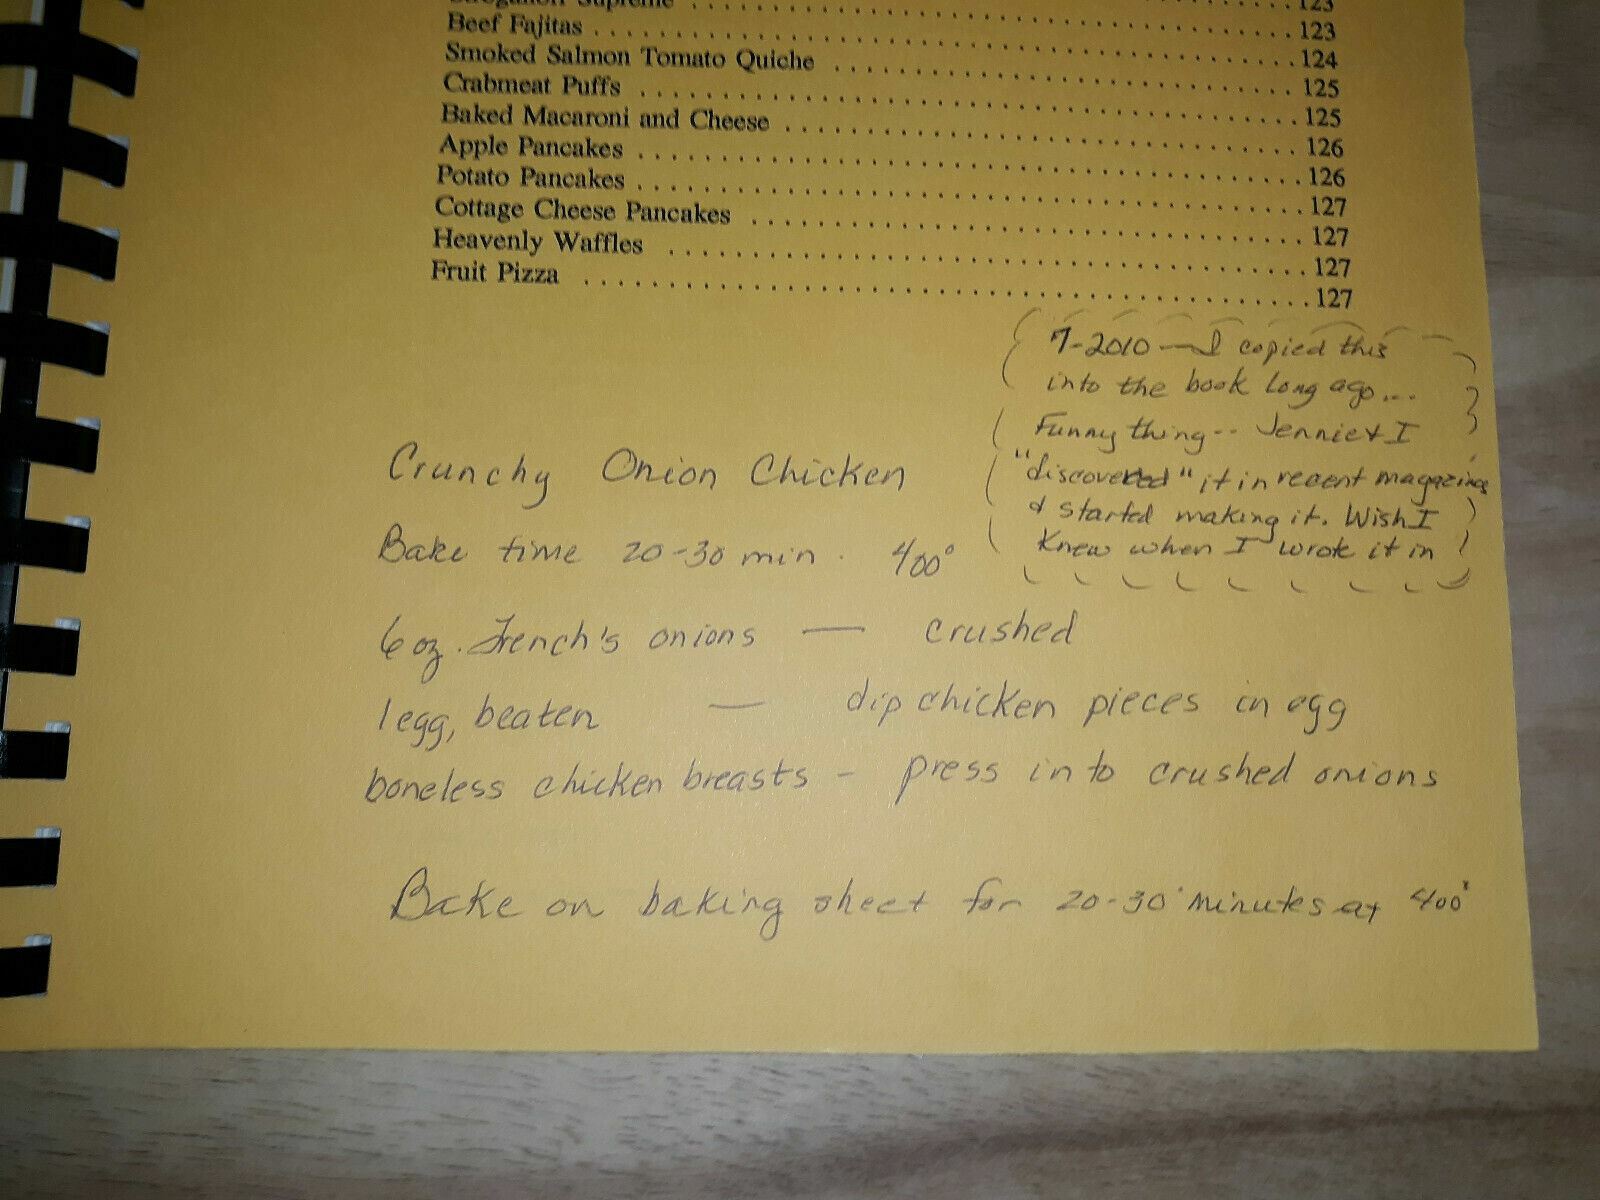 Stroganoff Supreme 123
Beef Fajitas 123
Smoked Salmon Tomato Quiche 124
Crabmeat Puffs 125
Baked Macaroni and Cheese 125
Apple Pancakes 126
Potato Pancakes 126
Cottage Cheese Pancakes 127
Heavenly Waffles 127
Fruit Pizza 127
127
7-2010 — I copied this
into the book long ago...
Funny thing -- Jennie & I
"discovered" it in recent magazines
& started making it. Wish I
Knew when I wrote it in
Crunchy Onion Chicken
Bake time 20-30 min. 400°
6 oz. French's onions — crushed
1 egg, beaten — dip chicken pieces in egg
boneless chicken breasts - press into crushed onions
Bake on baking sheet for 20-30 minutes at 400°